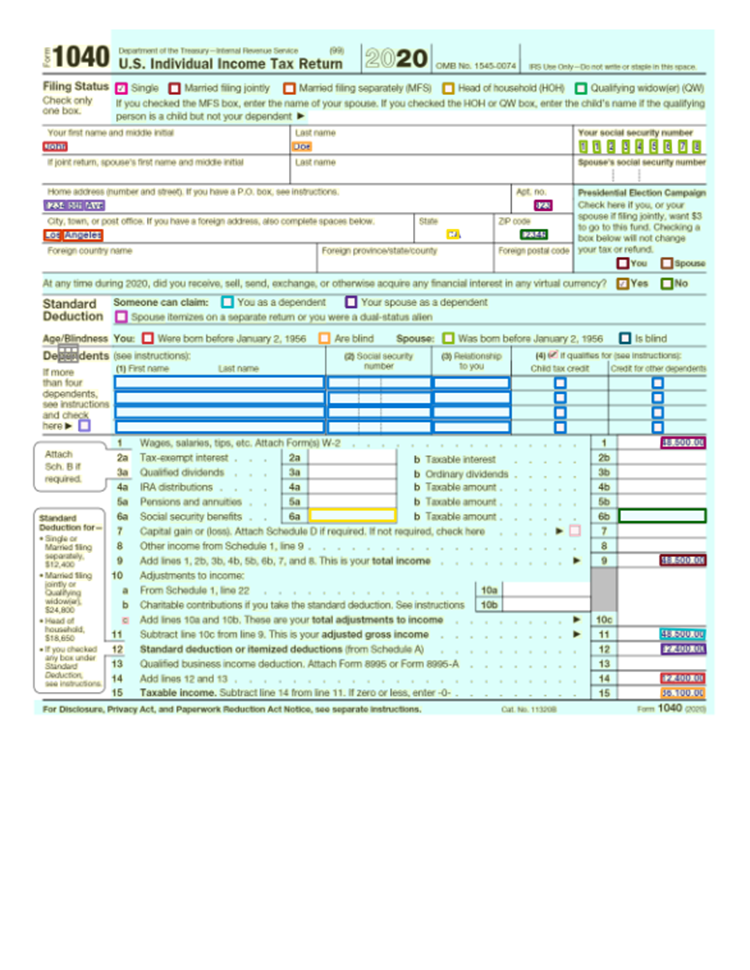 Form 1040 Department of the Treasury—Internal Revenue Service (99) U.S. Individual Income Tax Return 2020 OMB No. 1545-0074 IRS Use Only—Do not write or staple in this space.
Filing Status Single Married filing jointly Married filing separately (MFS) Head of household (HOH) Qualifying widow(er) (QW)
Check only one box. If you checked the MFS box, enter the name of your spouse. If you checked the HOH or QW box, enter the child's name if the qualifying
person is a child but not your dependent ▶
Your first name and middle initial Last name Your social security number
John Doe
If joint return, spouse's first name and middle initial Last name Spouse's social security number
Home address (number and street). If you have a P.O. box, see instructions. Apt. no. Presidential Election Campaign
123
Check here if you, or your
spouse if filing jointly, want $3
to go to this fund. Checking a
box below will not change
your tax or refund.
You Spouse
City, town, or post office. If you have a foreign address, also complete spaces below. State ZIP code
Los Angeles 12345
Foreign country name Foreign province/state/county Foreign postal code
At any time during 2020, did you receive, sell, send, exchange, or otherwise acquire any financial interest in any virtual currency? Yes No
Standard Deduction Someone can claim: You as a dependent Your spouse as a dependent
Spouse itemizes on a separate return or you were a dual-status alien
Age/Blindness You: Were born before January 2, 1956 Are blind Spouse: Was born before January 2, 1956 Is blind
Dependents (see instructions): (2) Social security number (3) Relationship to you (4) ✔ if qualifies for (see instructions):
(1) First name Last name Child tax credit Credit for other dependents
If more
than four
dependents,
see instructions
and check
here ▶
Attach
Sch. B if
required.
1 Wages, salaries, tips, etc. Attach Form(s) W-2 1 48,500.00
2a Tax-exempt interest 2a b Taxable interest 2b
3a Qualified dividends 3a b Ordinary dividends 3b
4a IRA distributions 4a b Taxable amount 4b
5a Pensions and annuities 5a b Taxable amount 5b
6a Social security benefits 6a b Taxable amount 6b
7 Capital gain or (loss). Attach Schedule D if required. If not required, check here ▶ 7
8 Other income from Schedule 1, line 9 8
9 Add lines 1, 2b, 3b, 4b, 5b, 6b, 7, and 8. This is your total income ▶ 9 48,500.00
10 Adjustments to income:
a From Schedule 1, line 22 10a
b Charitable contributions if you take the standard deduction. See instructions 10b
c Add lines 10a and 10b. These are your total adjustments to income ▶ 10c
11 Subtract line 10c from line 9. This is your adjusted gross income ▶ 11 48,500.00
12 Standard deduction or itemized deductions (from Schedule A) 12 12,400.00
13 Qualified business income deduction. Attach Form 8995 or Form 8995-A 13
14 Add lines 12 and 13 14 12,400.00
15 Taxable income. Subtract line 14 from line 11. If zero or less, enter -0- 15 36,100.00
Standard
Deduction for—
• Single or
Married filing
separately,
$12,400
• Married filing
jointly or
Qualifying
widow(er),
$24,800
• Head of
household,
$18,650
• If you checked
any box under
Standard
Deduction,
see instructions.
For Disclosure, Privacy Act, and Paperwork Reduction Act Notice, see separate instructions. Cat. No. 11320B Form 1040 (2020)